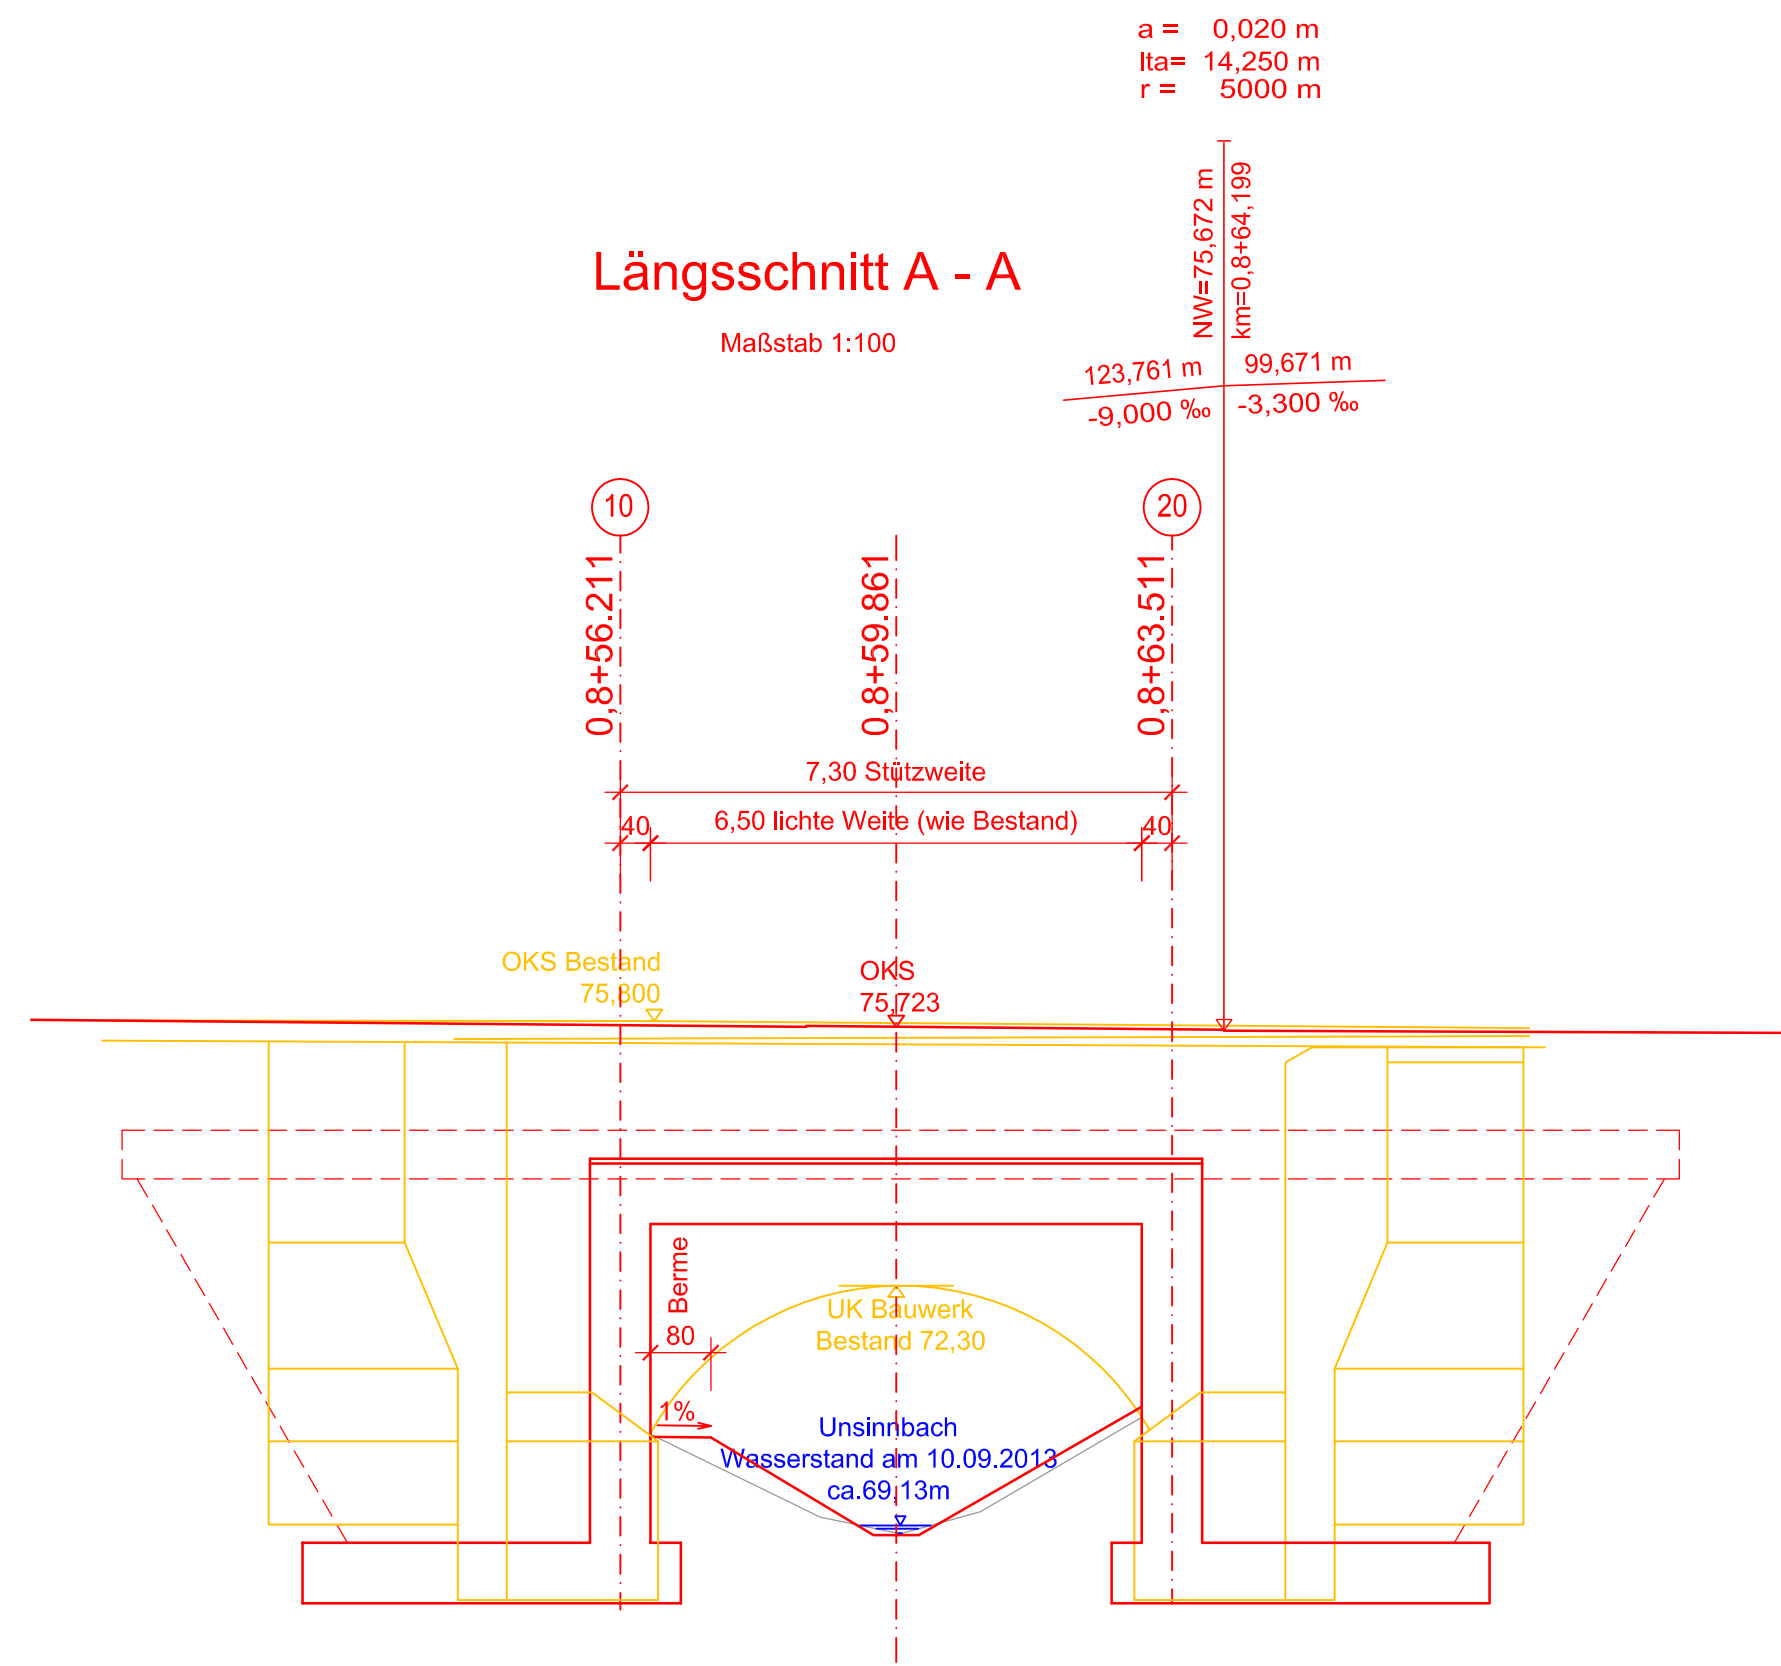 a = 0,020 m
lta= 14,250 m
r = 5000 m
NW=75,672 m
km=0,8+64,199
Längsschnitt A - A
Maßstab 1:100
123,761 m
99,671 m
-9,000 ‰
-3,300 ‰
10
20
0,8+56.211
0,8+59.861
0,8+63.511
7,30 Stützweite
40
6,50 lichte Weite (wie Bestand)
40
OKS Bestand
75,800
OKS
75,723
Berme
80
UK Bauwerk
Bestand 72,30
1%
Unsinnbach
Wasserstand am 10.09.2013
ca.69,13m